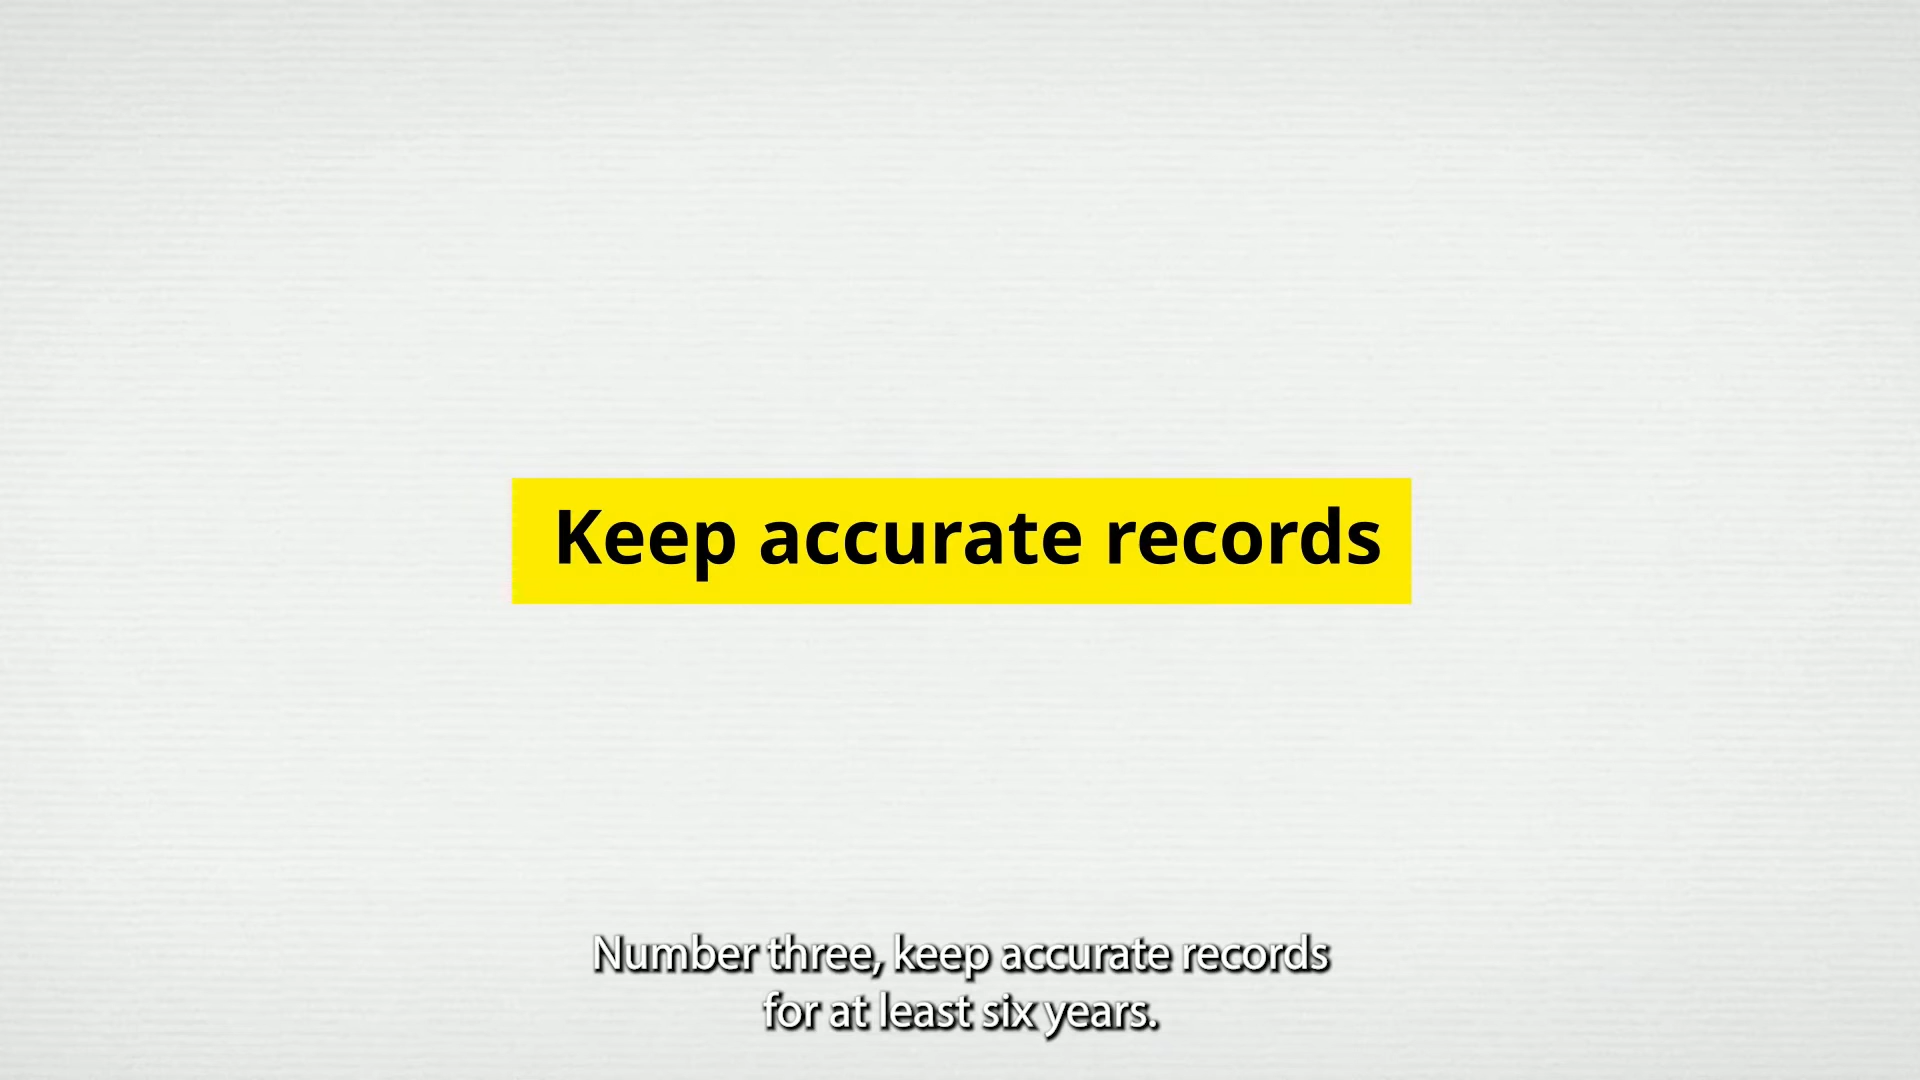 Keep accurate records
Number three, keep accurate records
for at least six years.